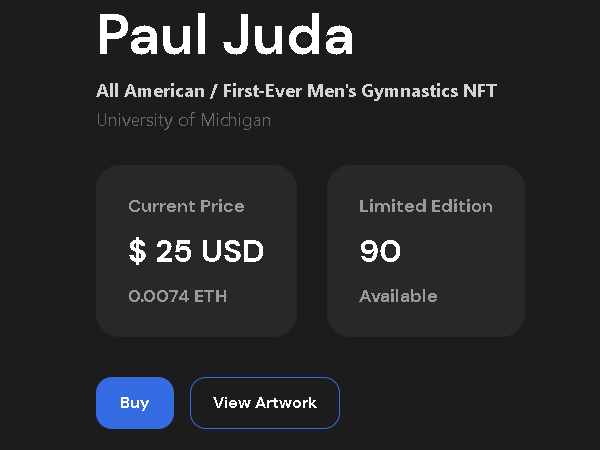 Paul Juda
All American / First-Ever Men's Gymnastics NFT
University of Michigan
Current Price
$ 25 USD
0.0074 ETH
Limited Edition
90
Available
Buy
View Artwork